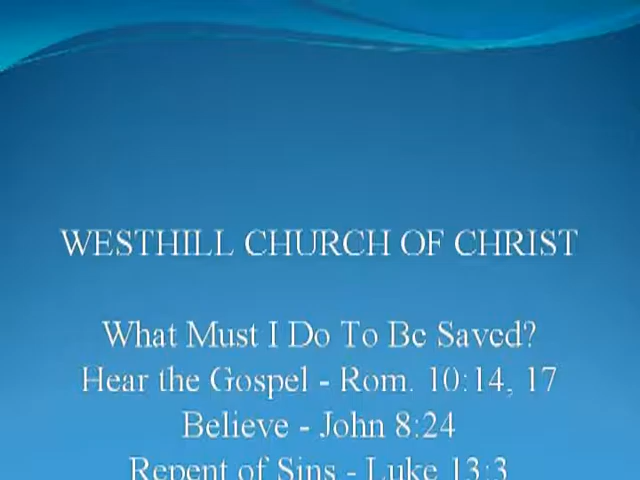 WESTHILL CHURCH OF CHRIST
What Must I Do To Be Saved?
Hear the Gospel - Rom. 10:14, 17
Believe - John 8:24
Repent of Sins - Luke 13:3